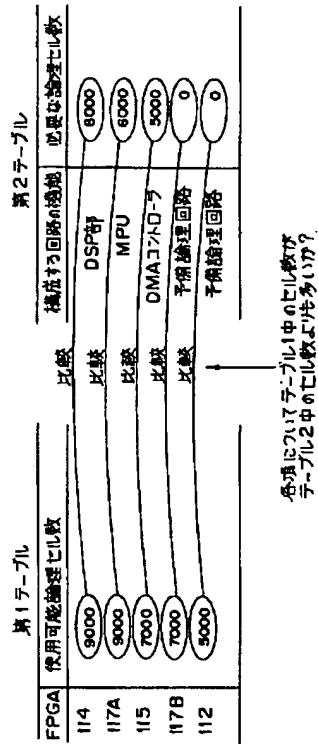 第1テーブル
FPGA 使用可能論理セル数
114 9000
117A 9000
115 7000
117B 7000
112 5000
比較
比較
比較
比較
比較
第2テーブル
構成する回路の機能 必要な論理セル数
DSP部 8000
MPU 6000
DMAコントローラ 5000
予備論理回路 0
予備論理回路 0
各項についてテーブル1中のセル数が
テーブル2中のセル数よりも多いか?